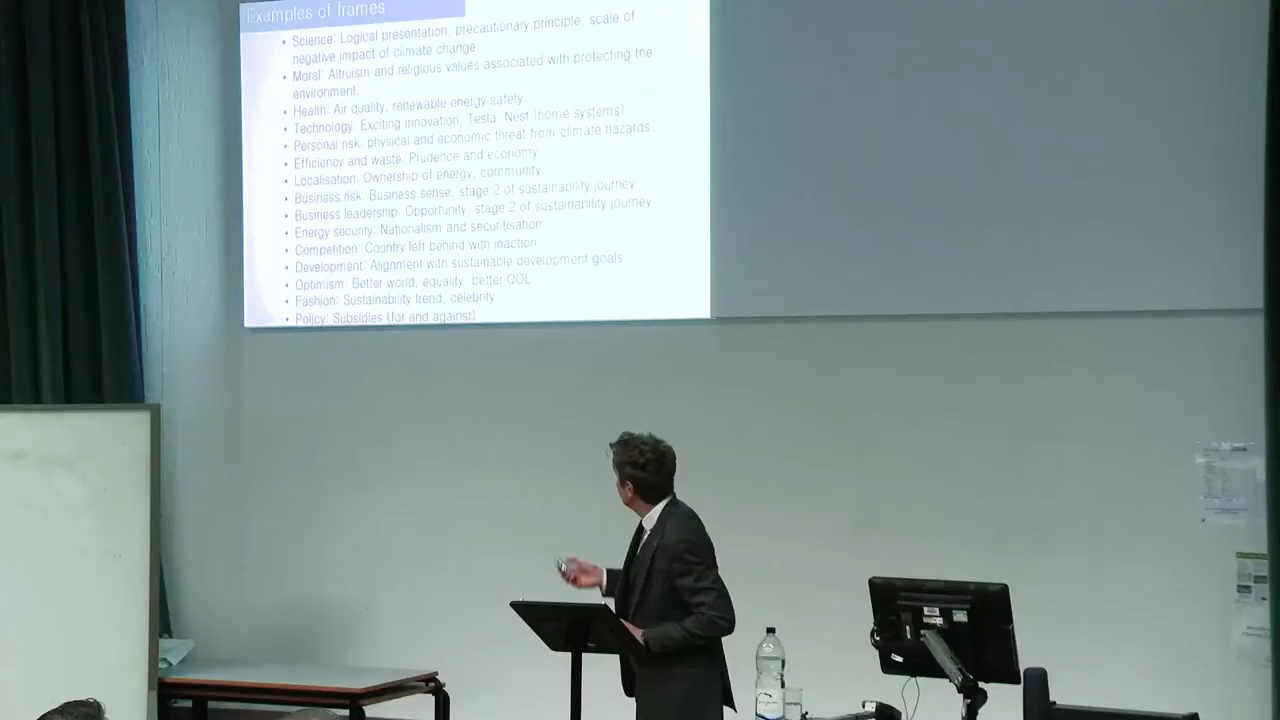 Examples of frames
• Science: Logical presentation, precautionary principle, scale of
negative impact of climate change.
• Moral: Altruism and religious values associated with protecting the
environment.
• Health: Air quality, renewable energy safety.
• Technology: Exciting innovation, Tesla, Nest (home systems).
• Personal risk: physical and economic threat from climate hazards.
• Efficiency and waste: Prudence and economy
• Localisation: Ownership of energy, community
• Business risk: Business sense, stage 2 of sustainability journey
• Business leadership: Opportunity, stage 2 of sustainability journey
• Energy security: Nationalism and securitisation
• Competition: Country left behind with inaction.
• Development: Alignment with sustainable development goals
• Optimism: Better world, equality, better QOL
• Fashion: Sustainability trend, celebrity
• Policy: Subsidies (for and against)